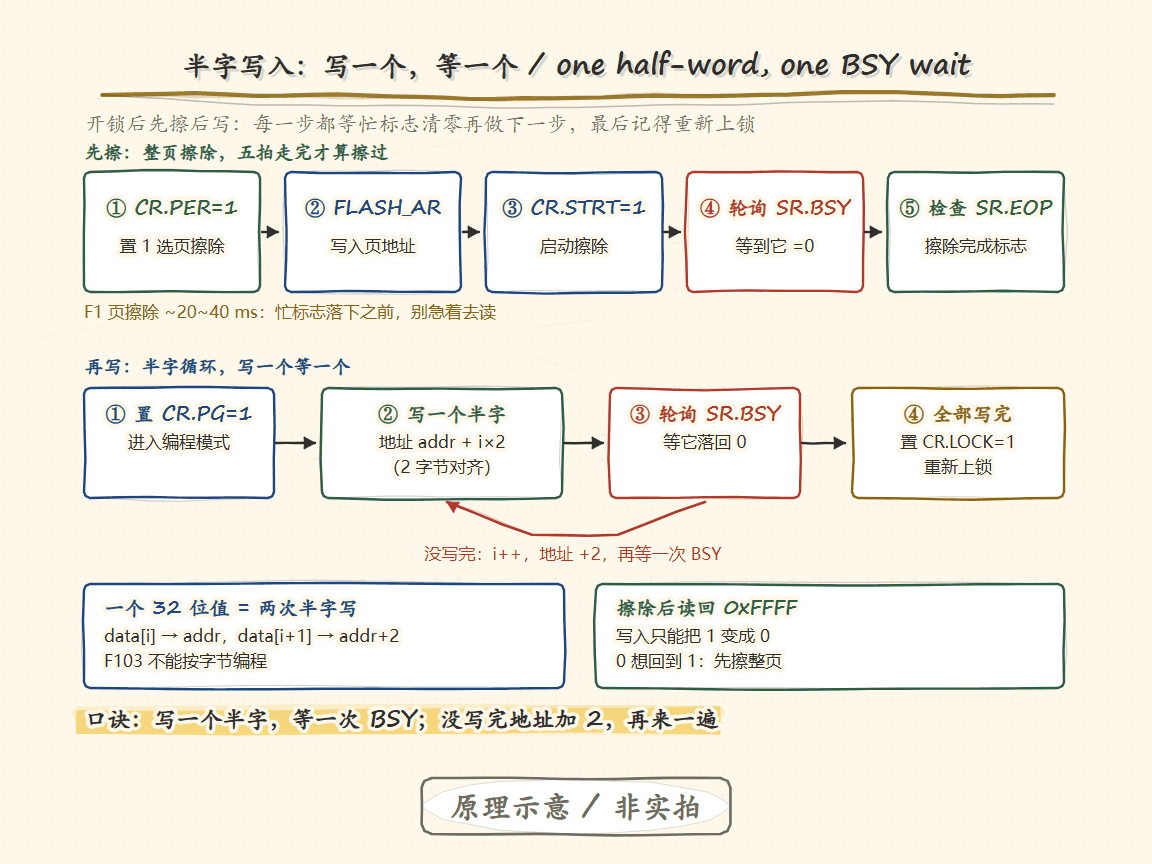 半字写入：写一个，等一个 / one half-word, one BSY wait
开锁后先擦后写：每一步都等忙标志清零再做下一步，最后记得重新上锁
先擦：整页擦除，五拍走完才算擦过
① CR.PER=1
置 1 选页擦除
② FLASH_AR
写入页地址
③ CR.STRT=1
启动擦除
④ 轮询 SR.BSY
等到它 =0
⑤ 检查 SR.EOP
擦除完成标志
F1 页擦除 ~20~40 ms：忙标志落下之前，别急着去读
再写：半字循环，写一个等一个
① 置 CR.PG=1
进入编程模式
② 写一个半字
地址 addr + i×2
（2 字节对齐）
③ 轮询 SR.BSY
等它落回 0
④ 全部写完
置 CR.LOCK=1
重新上锁
没写完：i++，地址 +2，再等一次 BSY
一个 32 位值 = 两次半字写
data[i] → addr，data[i+1] → addr+2
F103 不能按字节编程
擦除后读回 0xFFFF
写入只能把 1 变成 0
0 想回到 1：先擦整页
口诀：写一个半字，等一次 BSY；没写完地址加 2，再来一遍
原理示意 / 非实拍